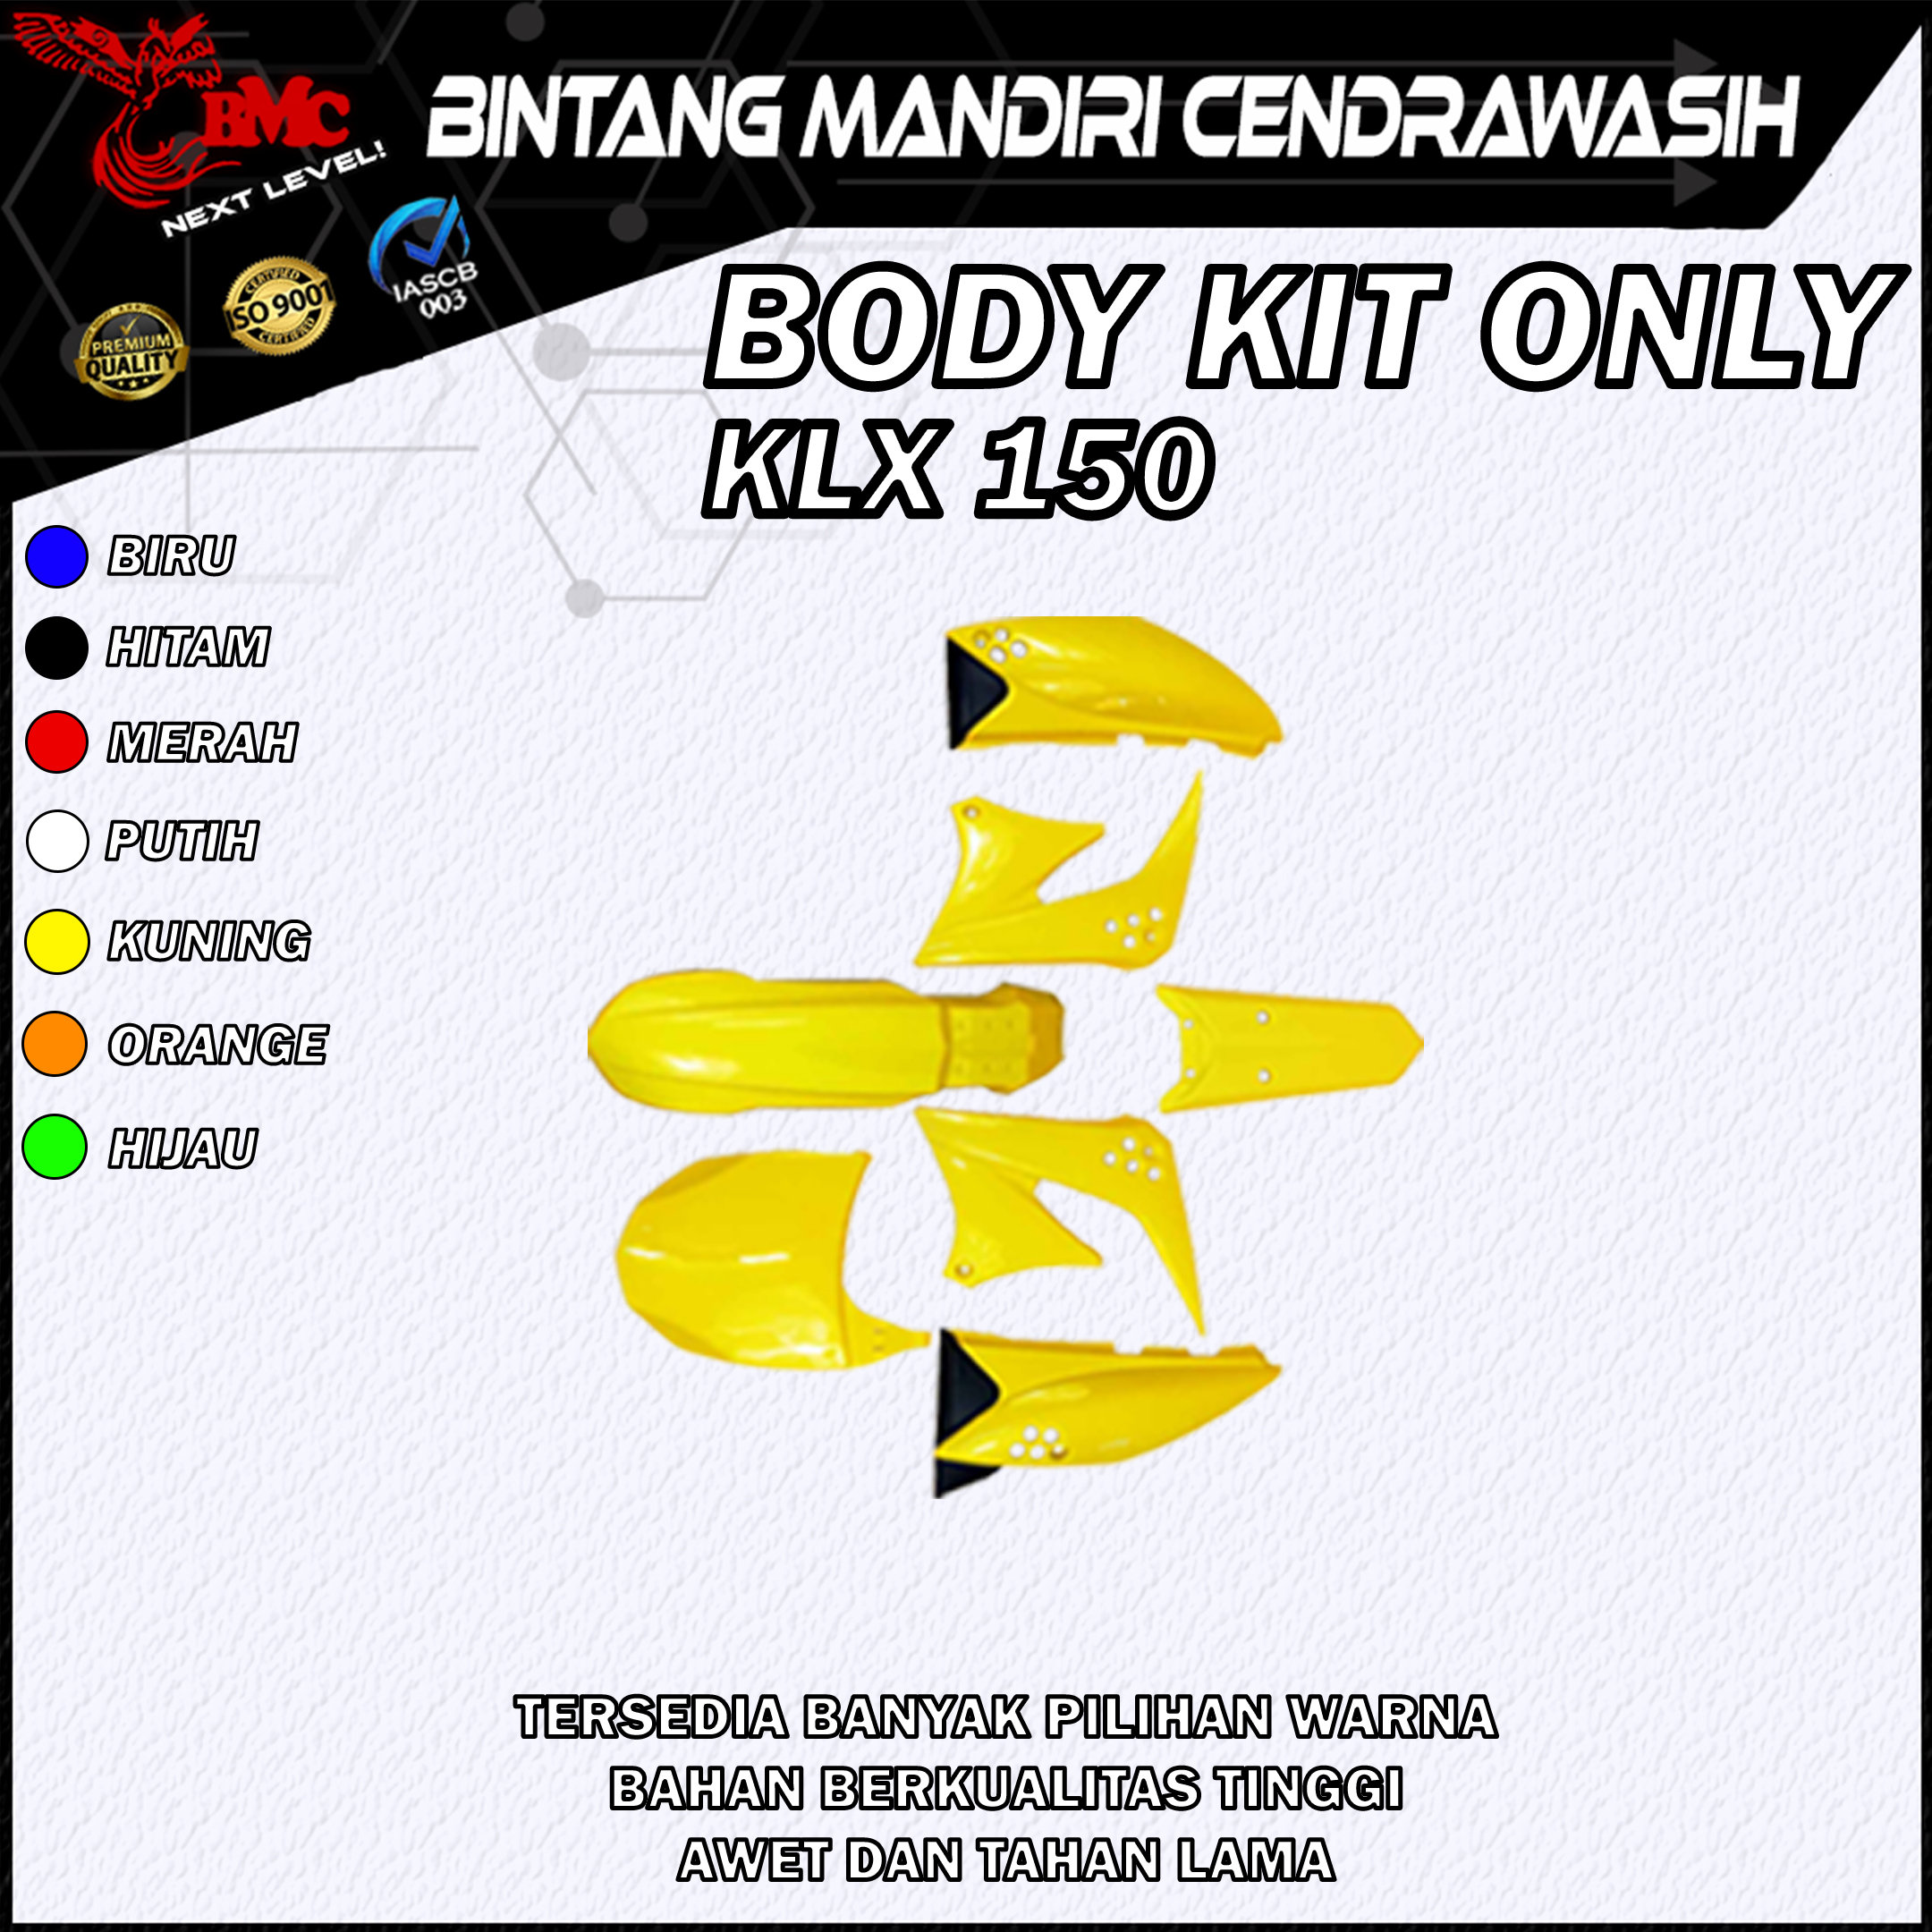 BMC
NEXT LEVEL!
BINTANG MANDIRI CENDRAWASIH
PREMIUM
QUALITY
CERTIFIED
ISO 9001
CERTIFIED
IASCB
003
BODY KIT ONLY
KLX 150
BIRU
HITAM
MERAH
PUTIH
KUNING
ORANGE
HIJAU
TERSEDIA BANYAK PILIHAN WARNA
BAHAN BERKUALITAS TINGGI
AWET DAN TAHAN LAMA